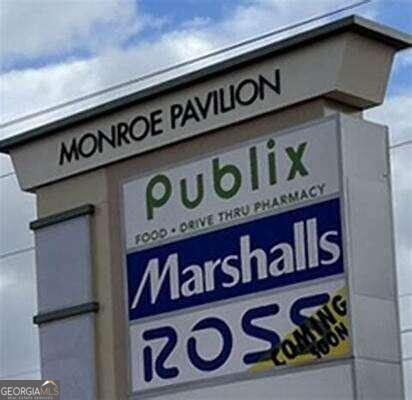 MONROE PAVILION
Publix
FOOD • DRIVE THRU PHARMACY
Marshalls
ROSS
COMING
SOON
GEORGIAMLS